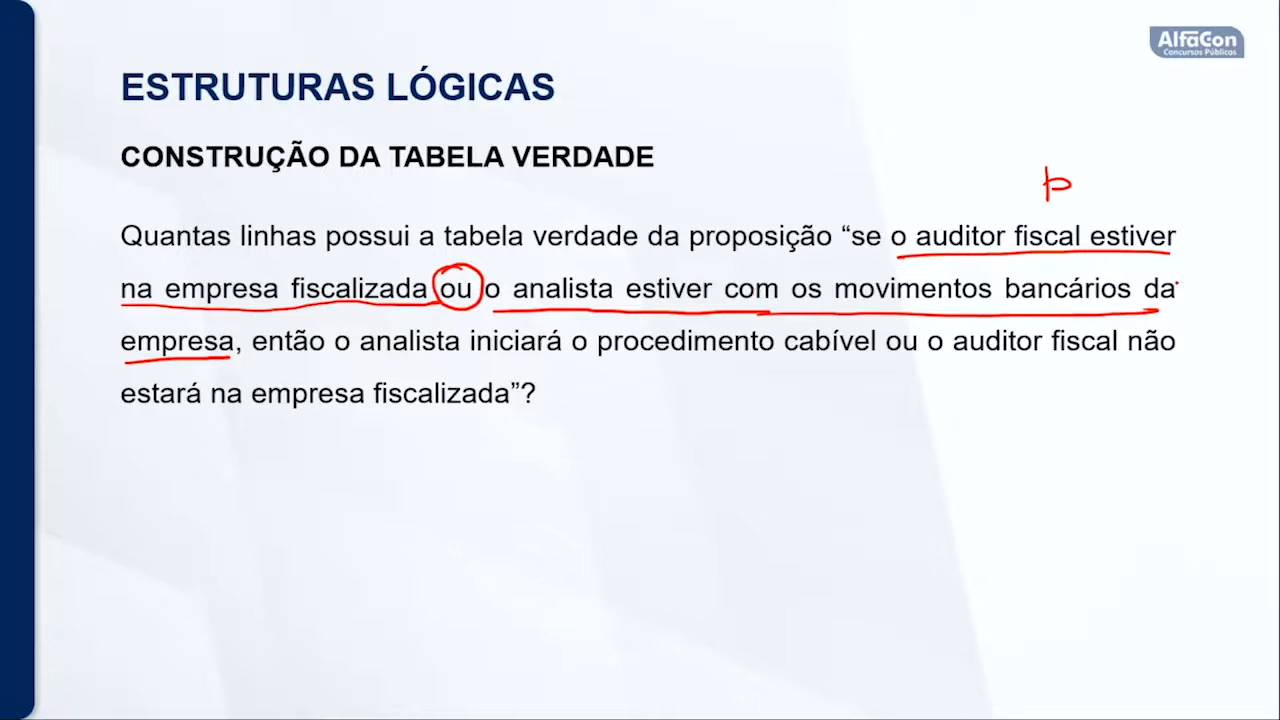 AlfaCon
Concursos Públicos
ESTRUTURAS LÓGICAS
CONSTRUÇÃO DA TABELA VERDADE
p
Quantas linhas possui a tabela verdade da proposição “se o auditor fiscal estiver
na empresa fiscalizada ou o analista estiver com os movimentos bancários da
empresa, então o analista iniciará o procedimento cabível ou o auditor fiscal não
estará na empresa fiscalizada”?